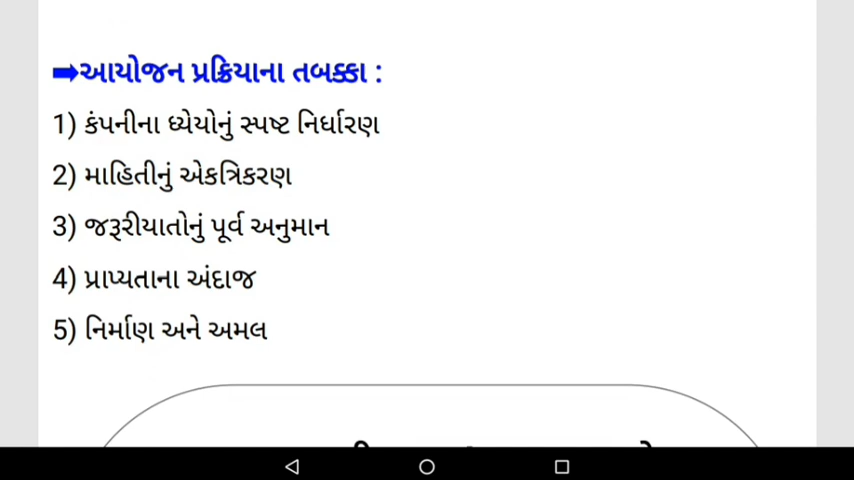 ➡આયોજન પ્રક્રિયાના તબક્કા :
1) કંપનીના ધ્યેયોનું સ્પષ્ટ નિર્ધારણ
2) માહિતીનું એકત્રિકરણ
3) જરૂરીયાતોનું પૂર્વ અનુમાન
4) પ્રાપ્યતાના અંદાજ
5) નિર્માણ અને અમલ